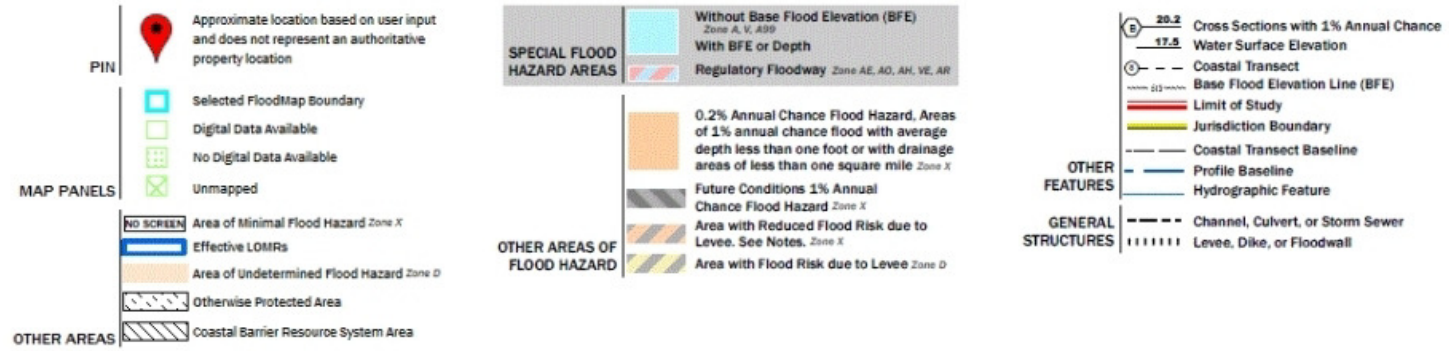 Approximate location based on user input
and does not represent an authoritative
property location
PIN
Selected FloodMap Boundary
Digital Data Available
No Digital Data Available
Unmapped
MAP PANELS
NO SCREEN Area of Minimal Flood Hazard Zone X
Effective LOMRs
Area of Undetermined Flood Hazard Zone D
Otherwise Protected Area
Coastal Barrier Resource System Area
OTHER AREAS
Without Base Flood Elevation (BFE)
Zone A, V, A99
With BFE or Depth
Regulatory Floodway Zone AE, AO, AH, VE, AR
SPECIAL FLOOD
HAZARD AREAS
0.2% Annual Chance Flood Hazard, Areas
of 1% annual chance flood with average
depth less than one foot or with drainage
areas of less than one square mile Zone X
Future Conditions 1% Annual
Chance Flood Hazard Zone X
Area with Reduced Flood Risk due to
Levee. See Notes. Zone X
Area with Flood Risk due to Levee Zone D
OTHER AREAS OF
FLOOD HAZARD
B 20.2 Cross Sections with 1% Annual Chance
17.5 Water Surface Elevation
8 Coastal Transect
513 Base Flood Elevation Line (BFE)
Limit of Study
Jurisdiction Boundary
Coastal Transect Baseline
Profile Baseline
Hydrographic Feature
OTHER
FEATURES
Channel, Culvert, or Storm Sewer
Levee, Dike, or Floodwall
GENERAL
STRUCTURES